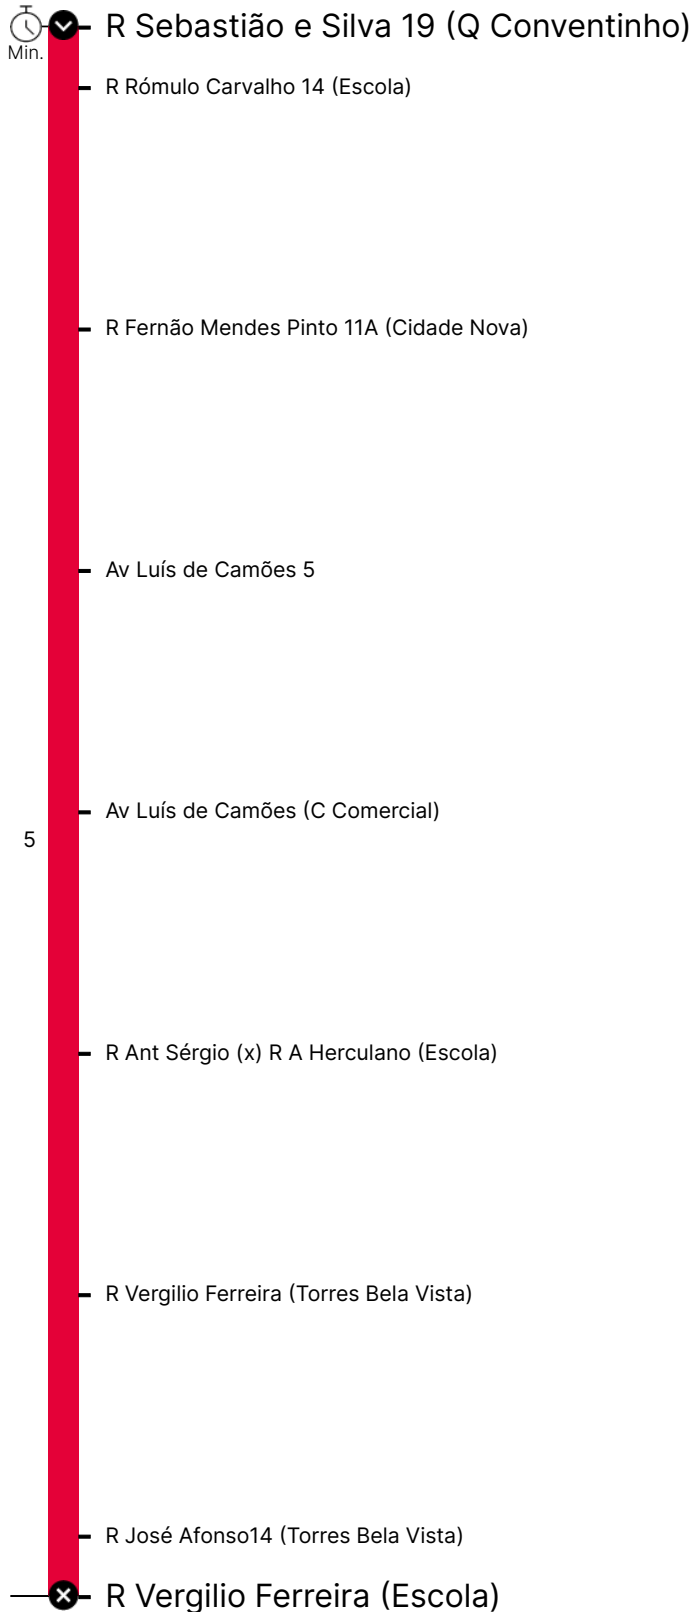 R Sebastião e Silva 19 (Q Conventinho)
Min.
R Rómulo Carvalho 14 (Escola)
R Fernão Mendes Pinto 11A (Cidade Nova)
Av Luís de Camões 5
Av Luís de Camões (C Comercial)
5
R Ant Sérgio (x) R A Herculano (Escola)
R Vergilio Ferreira (Torres Bela Vista)
R José Afonso14 (Torres Bela Vista)
R Vergilio Ferreira (Escola)